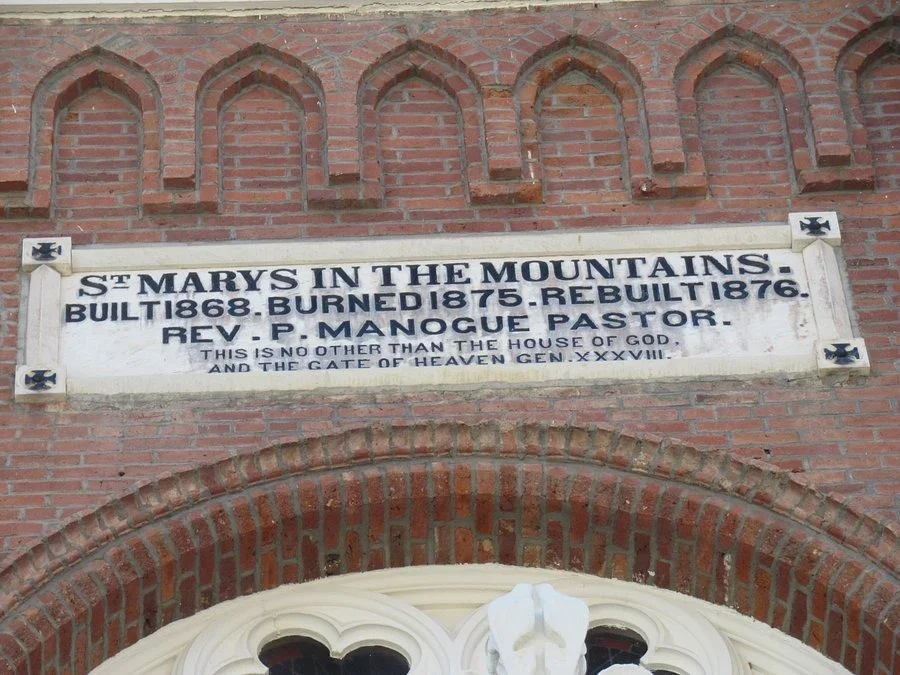 ST MARYS IN THE MOUNTAINS.
BUILT 1868. BURNED 1875. REBUILT 1876.
REV. P. MANOGUE PASTOR.
THIS IS NO OTHER THAN THE HOUSE OF GOD,
AND THE GATE OF HEAVEN GEN. XXXVIII.